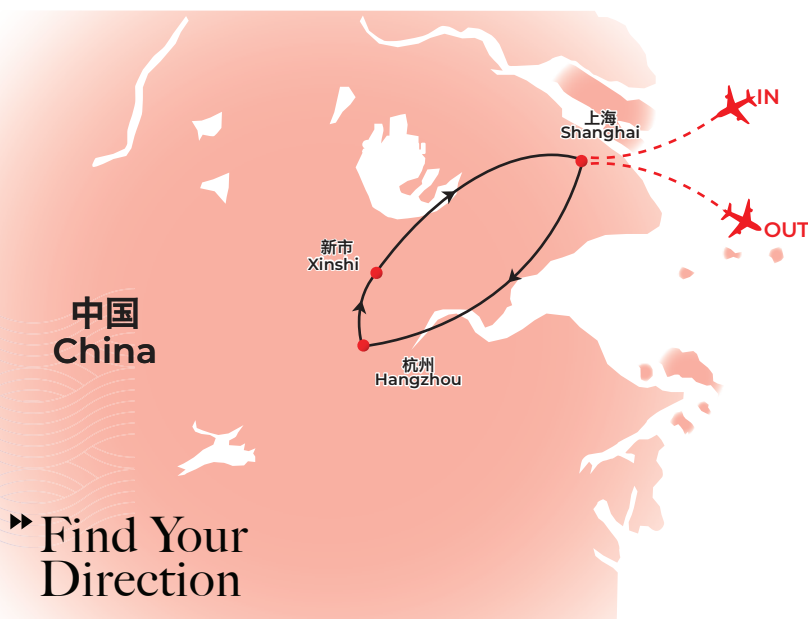 IN
上海
Shanghai
OUT
新市
Xinshi
中国
China
杭州
Hangzhou
Find Your
Direction